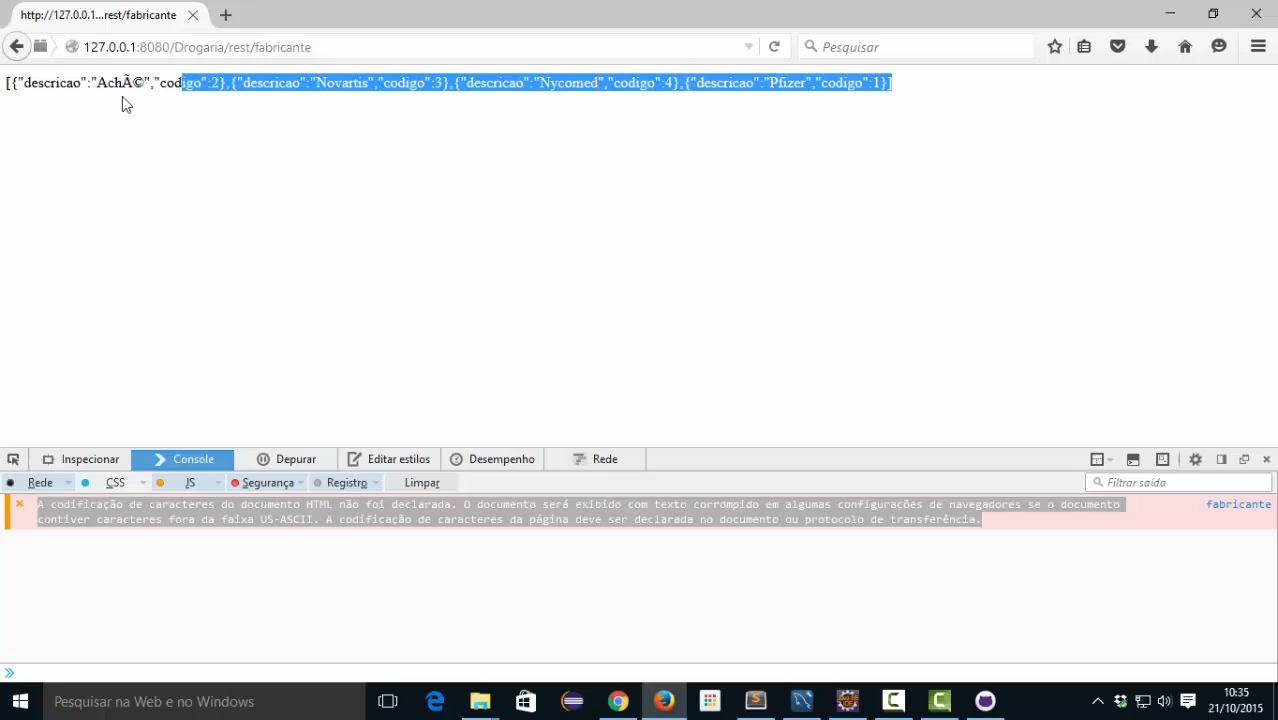 http://127.0.0.1...rest/fabricante
127.0.0.1:8080/Drogaria/rest/fabricante
Pesquisar
[{"descricao":"AchÃ©","codigo":2},{"descricao":"Novartis","codigo":3},{"descricao":"Nycomed","codigo":4},{"descricao":"Pfizer","codigo":1}]
Inspecionar
Console
Depurar
Editar estilos
Desempenho
Rede
Rede
CSS
JS
Segurança
Registro
Limpar
Filtrar saída
A codificação de caracteres do documento HTML não foi declarada. O documento será exibido com texto corrompido em algumas configurações de navegadores se o documento
fabricante
contiver caracteres fora da faixa US-ASCII. A codificação de caracteres da página deve ser declarada no documento ou protocolo de transferência.
Pesquisar na Web e no Windows
10:35
21/10/2015